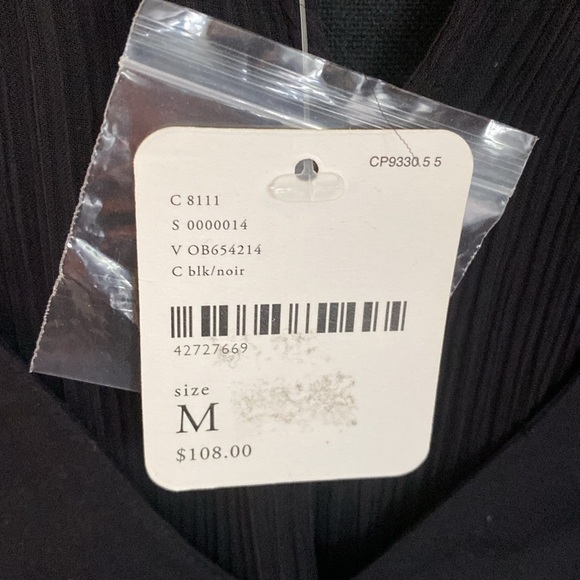 CP9330.5 5
C 8111
S 0000014
V OB654214
C blk/noir
42727669
size
M
$108.00